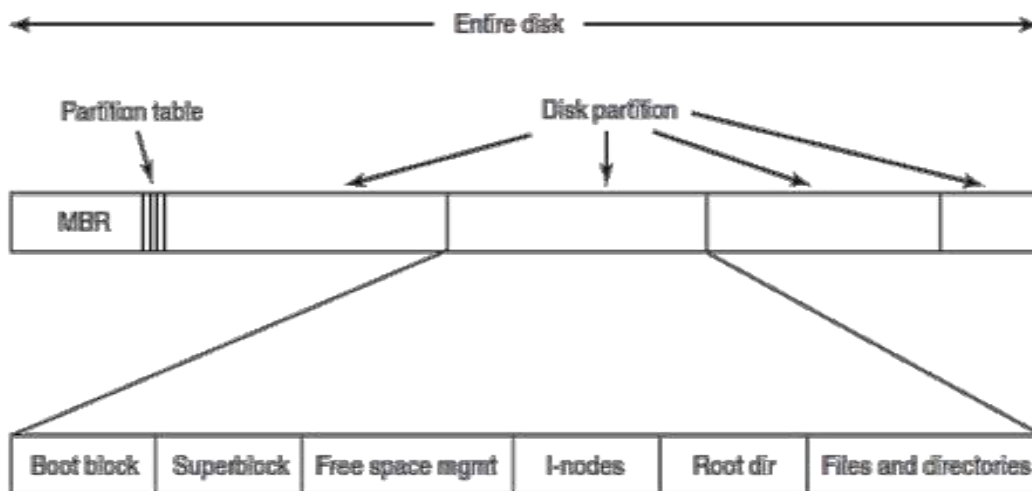 Entire disk
Partition table
Disk partition
MBR
Boot block
Superblock
Free space mgmt
I-nodes
Root dir
Files and directories